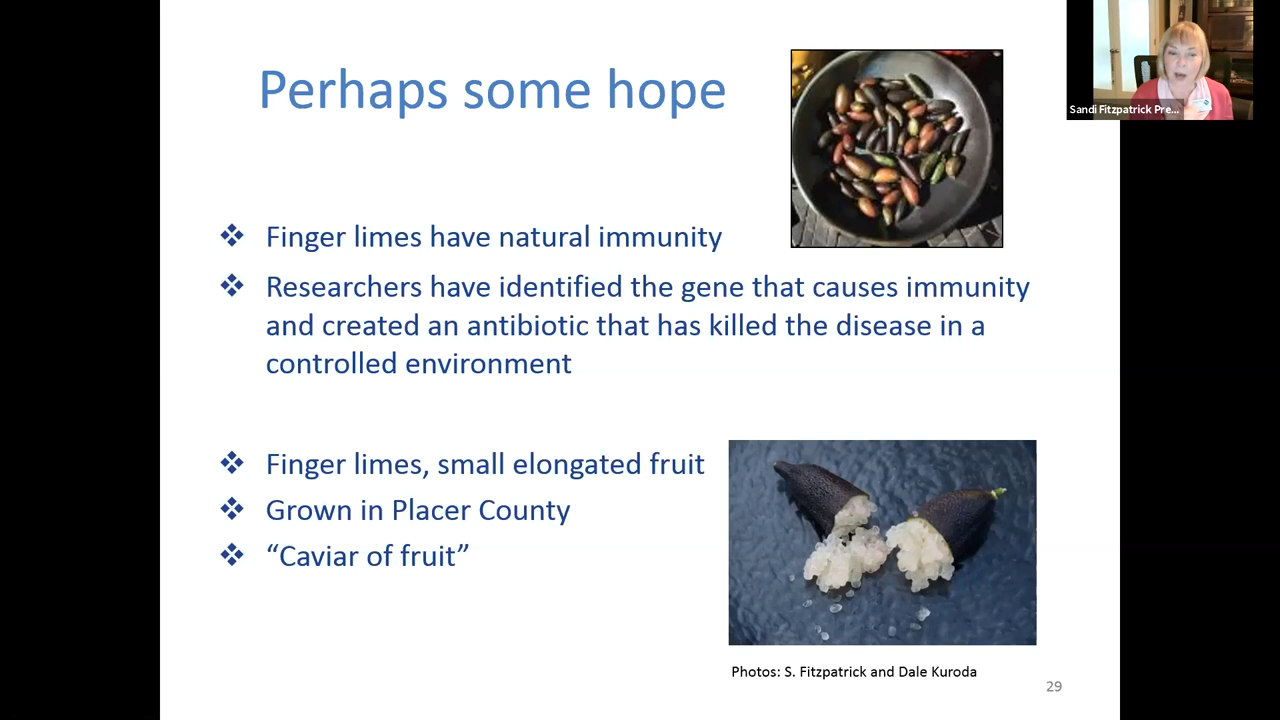 Perhaps some hope
Sandi Fitzpatrick Pre...
❖ Finger limes have natural immunity
❖ Researchers have identified the gene that causes immunity
and created an antibiotic that has killed the disease in a
controlled environment
❖ Finger limes, small elongated fruit
❖ Grown in Placer County
❖ “Caviar of fruit”
Photos: S. Fitzpatrick and Dale Kuroda
29